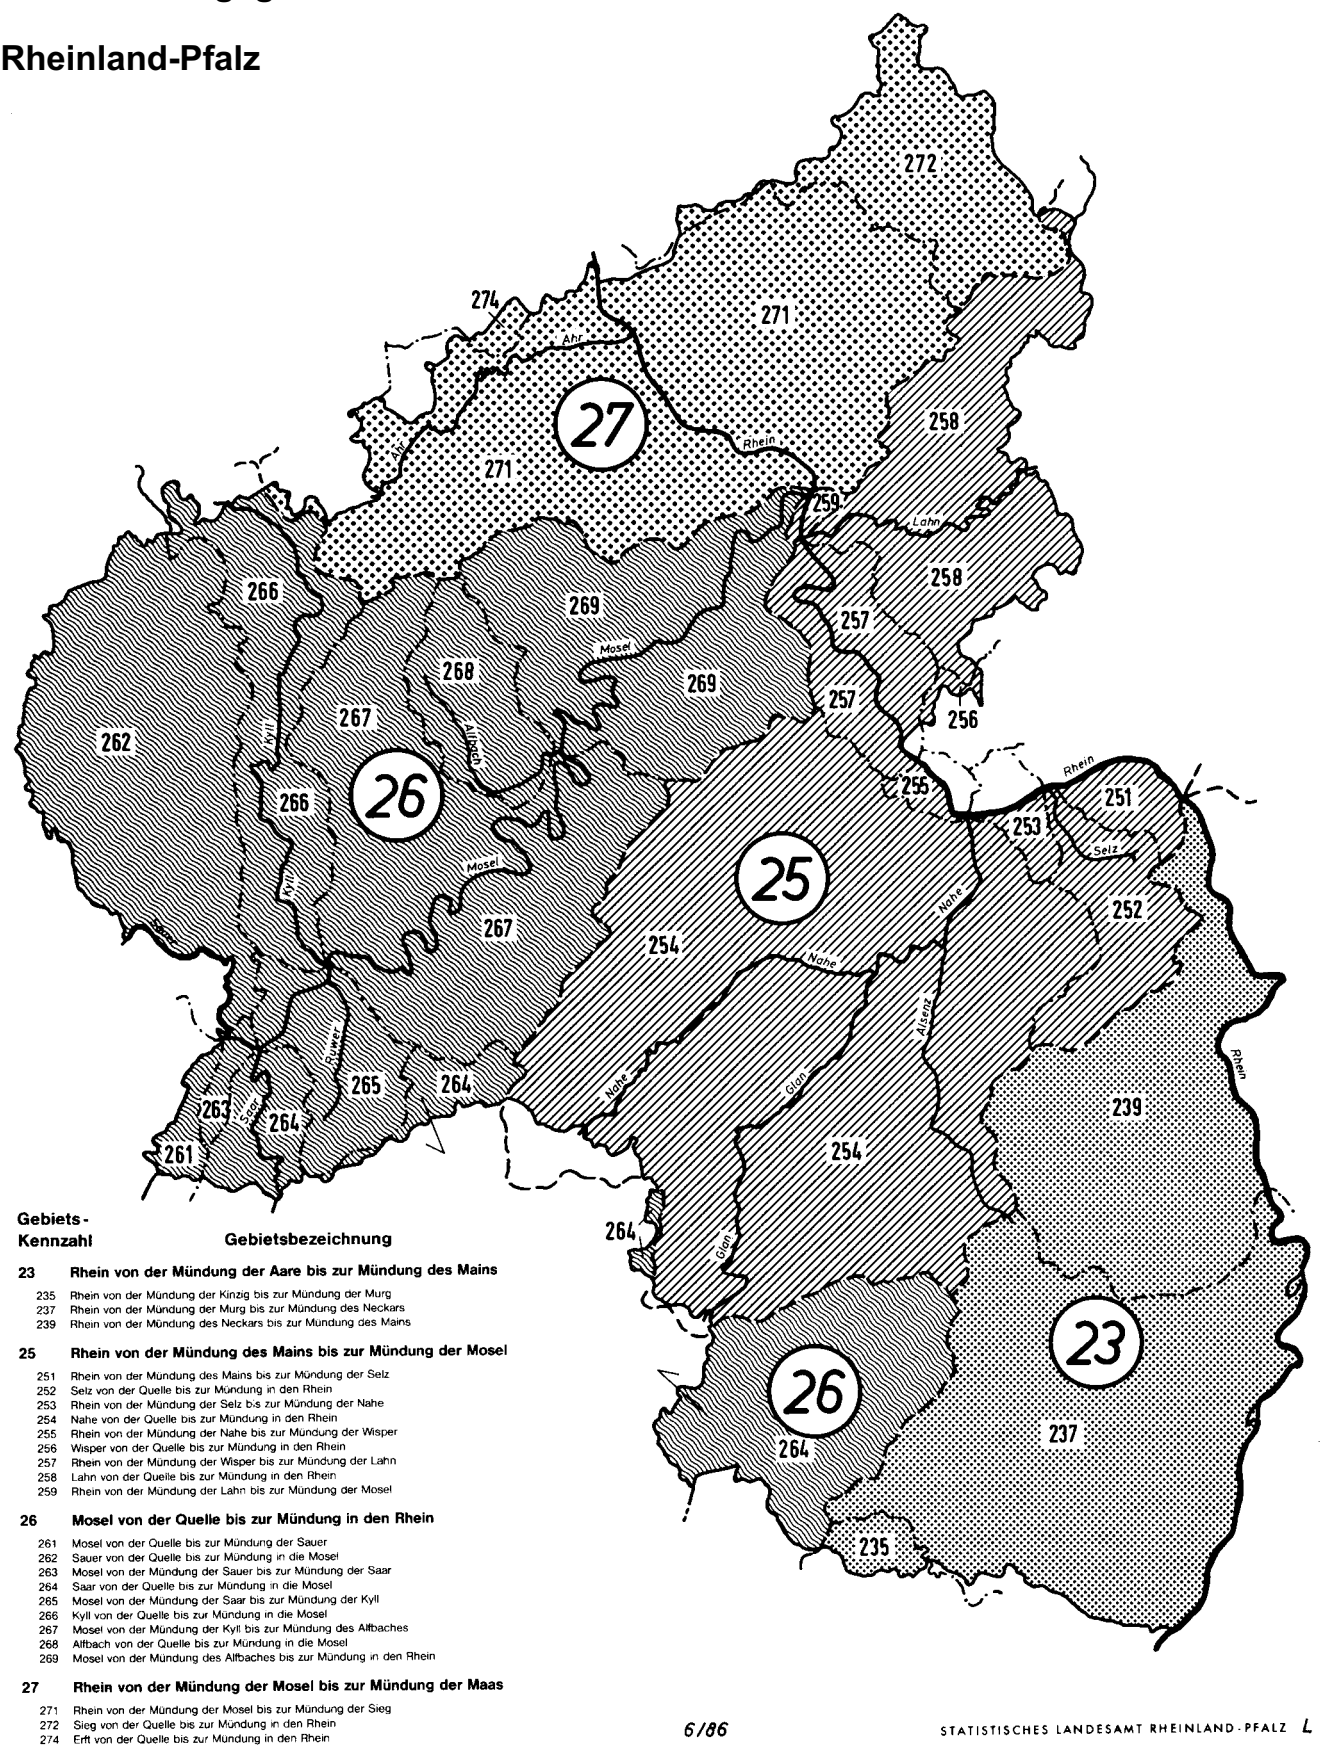 Rheinland-Pfalz
272
274
271
Ahr
27
258
Rhein
Ahr
271
259
Lahn
266
258
269
257
Mosel
268
269
257
256
267
262
Kyll
Alfbach
Rhein
255
251
26
266
253
25
Selz
Mosel
Kyll
Nahe
252
267
254
Nahe
Sauer
Alsenz
Ruwer
Rhein
265
264
Nahe
Glan
263
Saar
264
239
261
254
264
Glan
23
26
264
237
235
Gebiets-
Kennzahl Gebietsbezeichnung
23 Rhein von der Mündung der Aare bis zur Mündung des Mains
235 Rhein von der Mündung der Kinzig bis zur Mündung der Murg
237 Rhein von der Mündung der Murg bis zur Mündung des Neckars
239 Rhein von der Mündung des Neckars bis zur Mündung des Mains
25 Rhein von der Mündung des Mains bis zur Mündung der Mosel
251 Rhein von der Mündung des Mains bis zur Mündung der Selz
252 Selz von der Quelle bis zur Mündung in den Rhein
253 Rhein von der Mündung der Selz bis zur Mündung der Nahe
254 Nahe von der Quelle bis zur Mündung in den Rhein
255 Rhein von der Mündung der Nahe bis zur Mündung der Wisper
256 Wisper von der Quelle bis zur Mündung in den Rhein
257 Rhein von der Mündung der Wisper bis zur Mündung der Lahn
258 Lahn von der Quelle bis zur Mündung in den Rhein
259 Rhein von der Mündung der Lahn bis zur Mündung der Mosel
26 Mosel von der Quelle bis zur Mündung in den Rhein
261 Mosel von der Quelle bis zur Mündung der Sauer
262 Sauer von der Quelle bis zur Mündung in die Mosel
263 Mosel von der Mündung der Sauer bis zur Mündung der Saar
264 Saar von der Quelle bis zur Mündung in die Mosel
265 Mosel von der Mündung der Saar bis zur Mündung der Kyll
266 Kyll von der Quelle bis zur Mündung in die Mosel
267 Mosel von der Mündung der Kyll bis zur Mündung des Alfbaches
268 Alfbach von der Quelle bis zur Mündung in die Mosel
269 Mosel von der Mündung des Alfbaches bis zur Mündung in den Rhein
27 Rhein von der Mündung der Mosel bis zur Mündung der Maas
271 Rhein von der Mündung der Mosel bis zur Mündung der Sieg
272 Sieg von der Quelle bis zur Mündung in den Rhein
274 Erft von der Quelle bis zur Mündung in den Rhein
6/86
STATISTISCHES LANDESAMT RHEINLAND-PFALZ L